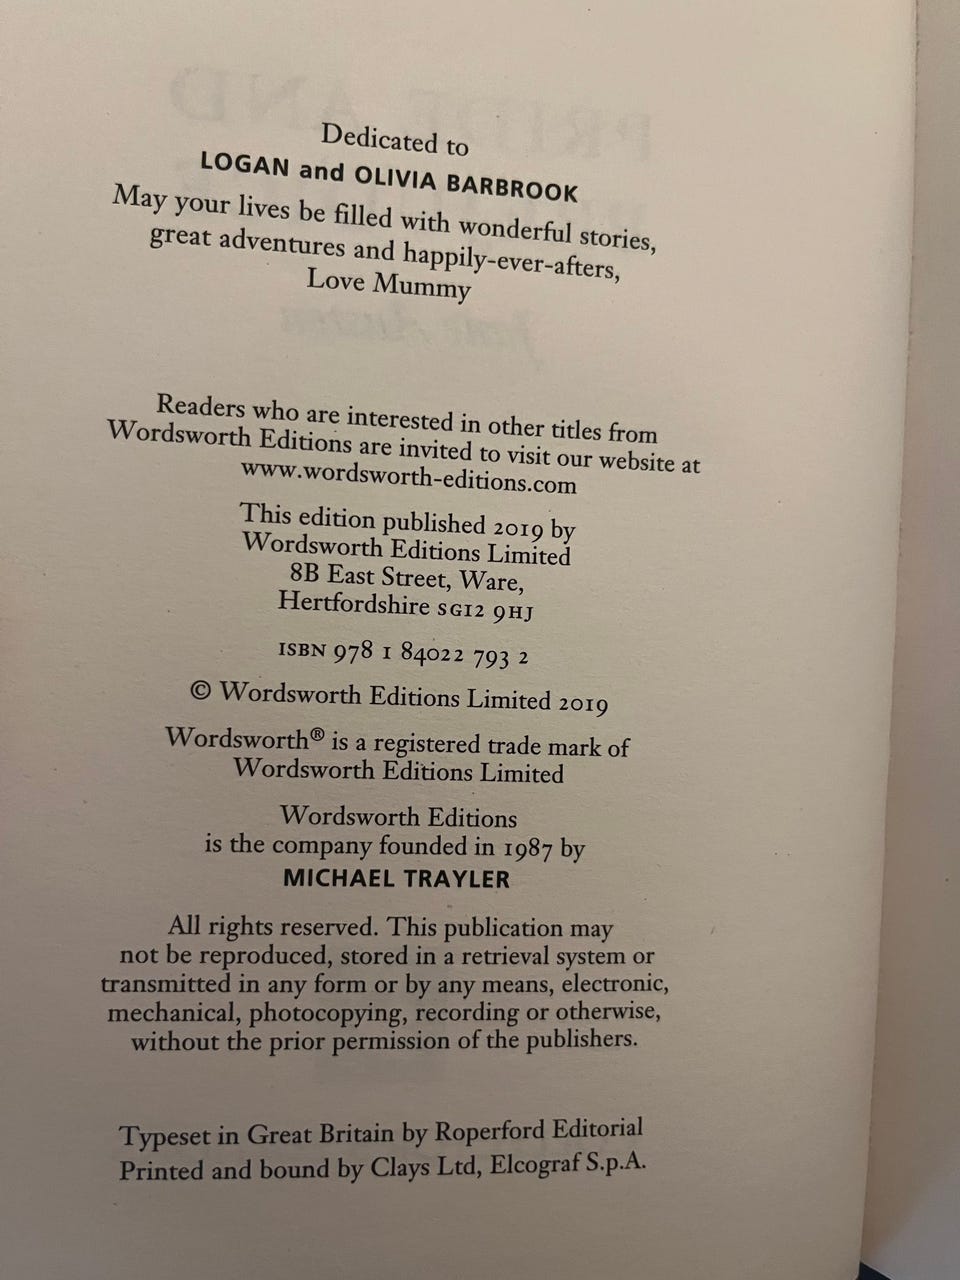 Dedicated to
LOGAN and OLIVIA BARBROOK
May your lives be filled with wonderful stories,
great adventures and happily-ever-afters,
Love Mummy
Readers who are interested in other titles from
Wordsworth Editions are invited to visit our website at
www.wordsworth-editions.com
This edition published 2019 by
Wordsworth Editions Limited
8B East Street, Ware,
Hertfordshire SG12 9HJ
ISBN 978 1 84022 793 2
© Wordsworth Editions Limited 2019
Wordsworth® is a registered trade mark of
Wordsworth Editions Limited
Wordsworth Editions
is the company founded in 1987 by
MICHAEL TRAYLER
All rights reserved. This publication may
not be reproduced, stored in a retrieval system or
transmitted in any form or by any means, electronic,
mechanical, photocopying, recording or otherwise,
without the prior permission of the publishers.
Typeset in Great Britain by Roperford Editorial
Printed and bound by Clays Ltd, Elcograf S.p.A.